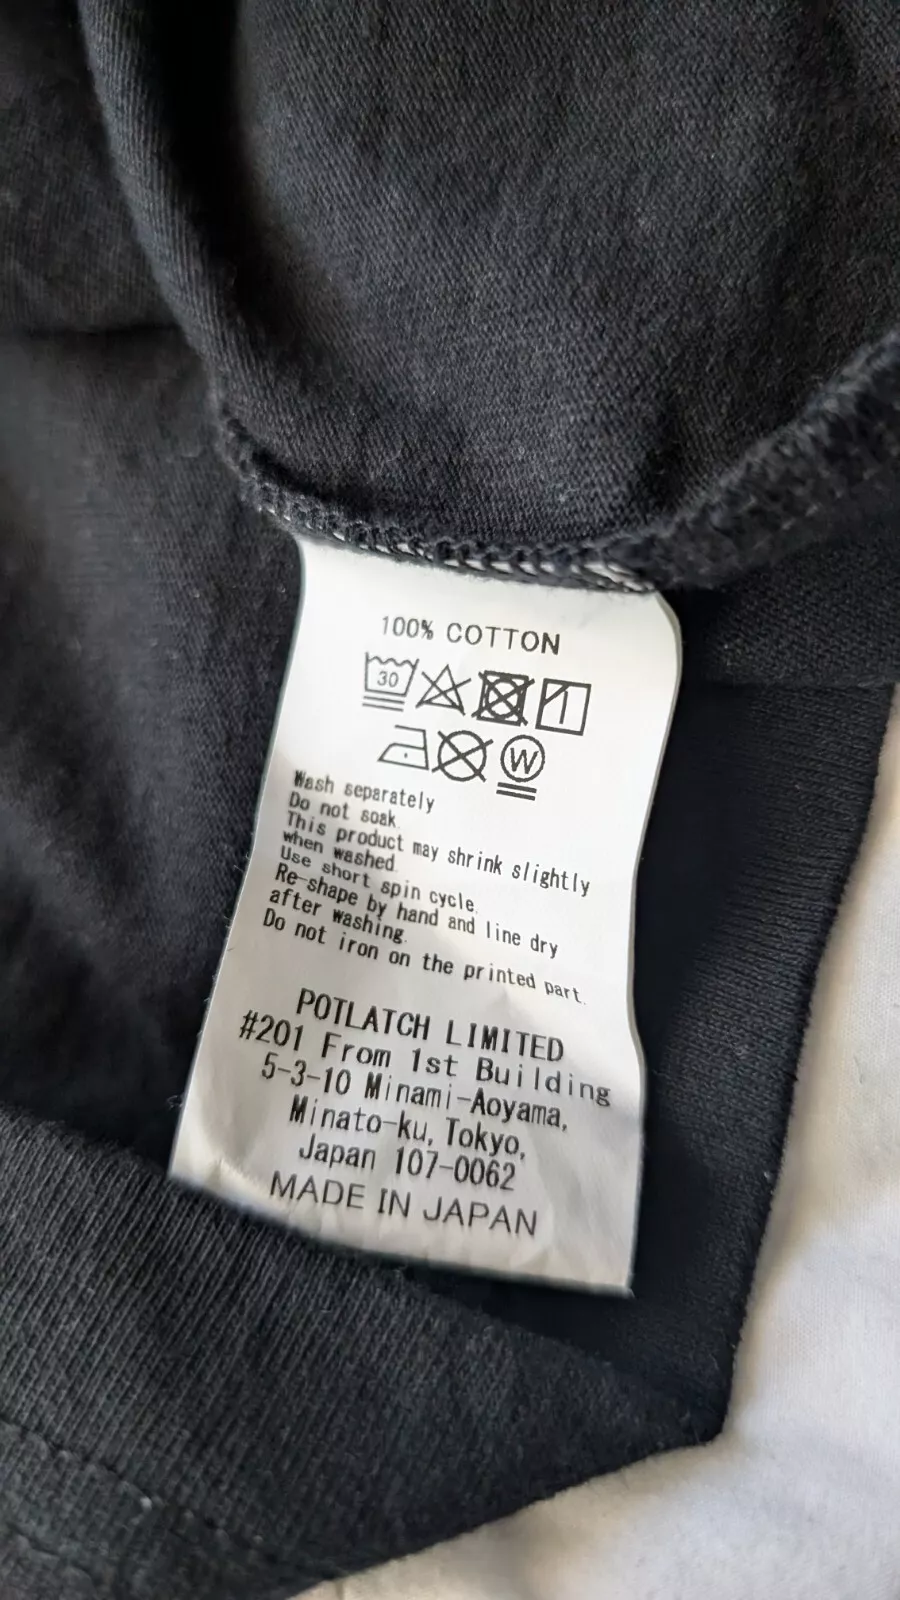 100% COTTON
30
W
Wash separately
Do not soak.
This product may shrink slightly
when washed.
Use short spin cycle.
Re-shape by hand and line dry
after washing.
Do not iron on the printed part.
POTLATCH LIMITED
#201 From 1st Building
5-3-10 Minami-Aoyama,
Minato-ku, Tokyo,
Japan 107-0062
MADE IN JAPAN